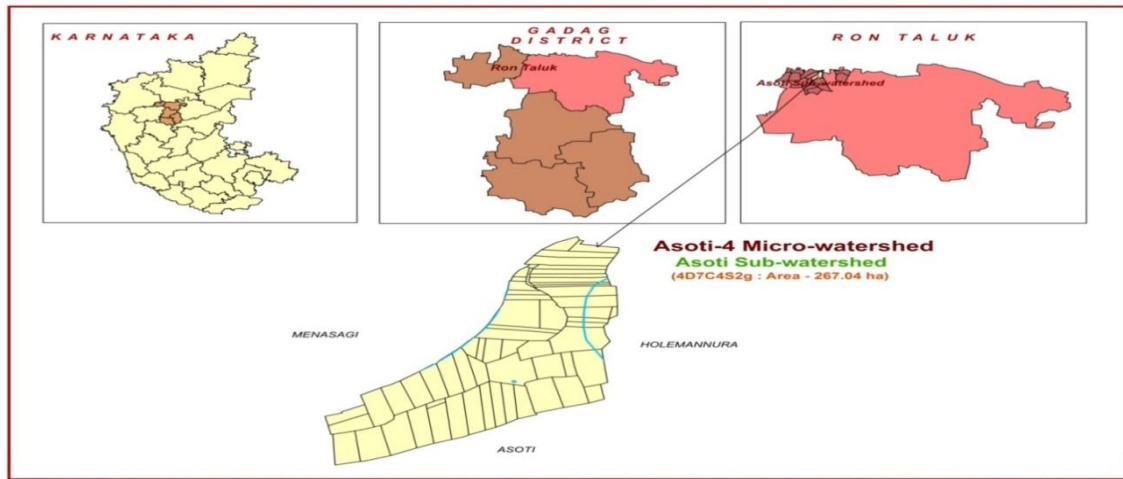 KARNATAKA
GADAG
DISTRICT
Ron Taluk
RON TALUK
Asoti Sub-watershed
Asoti-4 Micro-watershed
Asoti Sub-watershed
(4D7C4S2g : Area - 267.04 ha)
MENASAGI
HOLEMANNURA
ASOTI